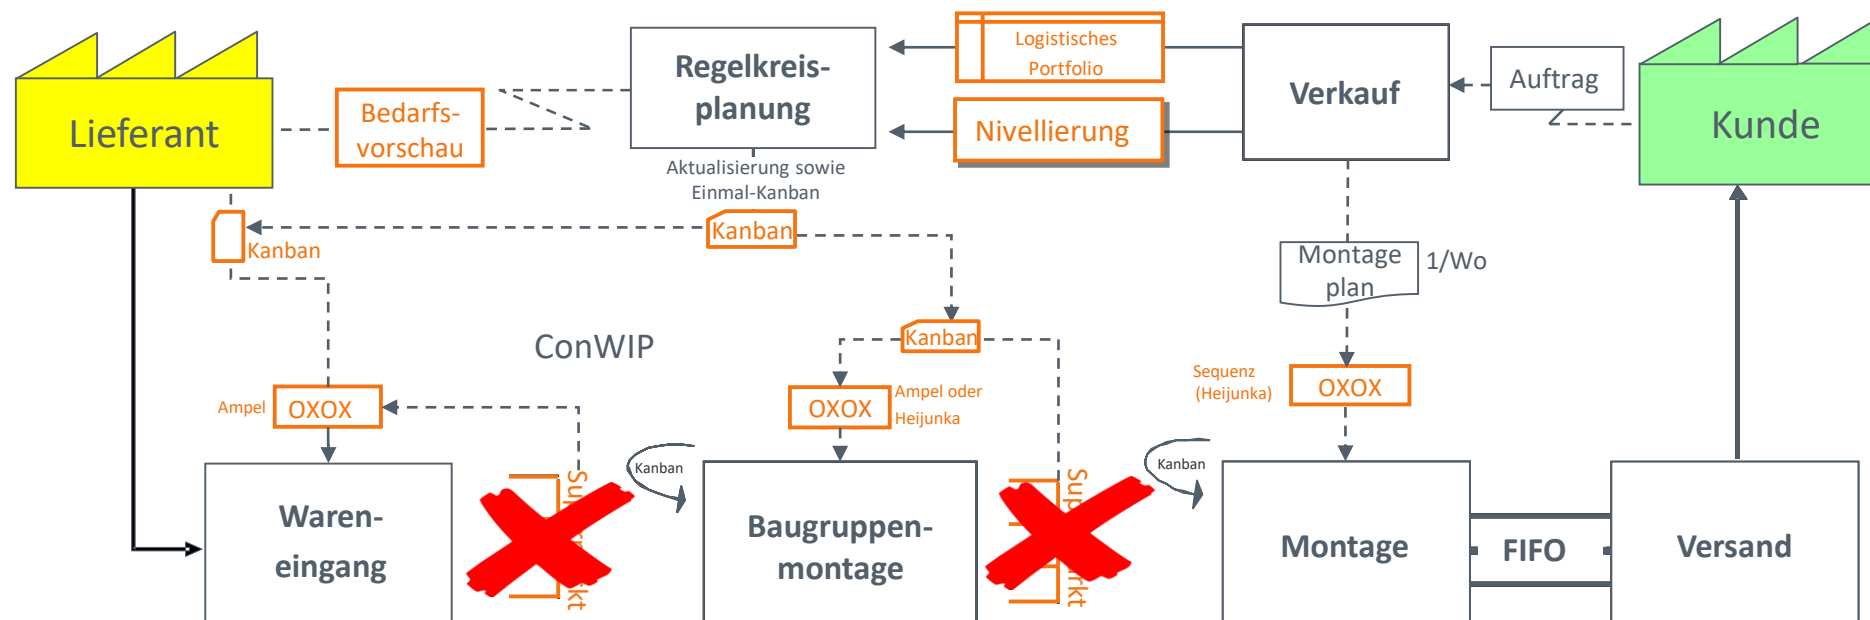 Lieferant
Bedarfs-
vorschau
Regelkreis-
planung
Aktualisierung sowie
Einmal-Kanban
Logistisches
Portfolio
Nivellierung
Verkauf
Auftrag
Kunde
Kanban
Kanban
Kanban
Montage
plan
1/Wo
ConWIP
Ampel
OXOX
OXOX
Ampel oder
Heijunka
Sequenz
(Heijunka)
OXOX
Waren-
eingang
Kanban
Baugruppen-
montage
Kanban
Montage
FIFO
Versand